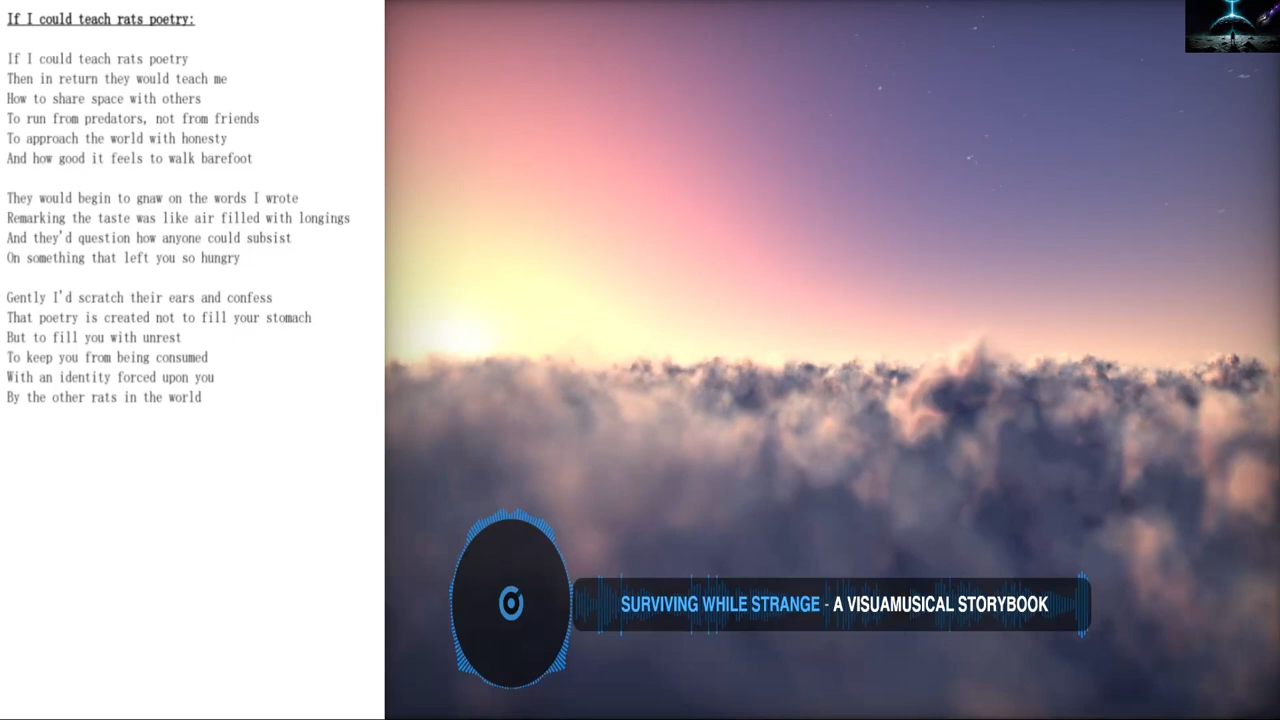 If I could teach rats poetry:
If I could teach rats poetry
Then in return they would teach me
How to share space with others
To run from predators, not from friends
To approach the world with honesty
And how good it feels to walk barefoot
They would begin to gnaw on the words I wrote
Remarking the taste was like air filled with longings
And they'd question how anyone could subsist
On something that left you so hungry
Gently I'd scratch their ears and confess
That poetry is created not to fill your stomach
But to fill you with unrest
To keep you from being consumed
With an identity forced upon you
By the other rats in the world
SURVIVING WHILE STRANGE - A VISUAMUSICAL STORYBOOK